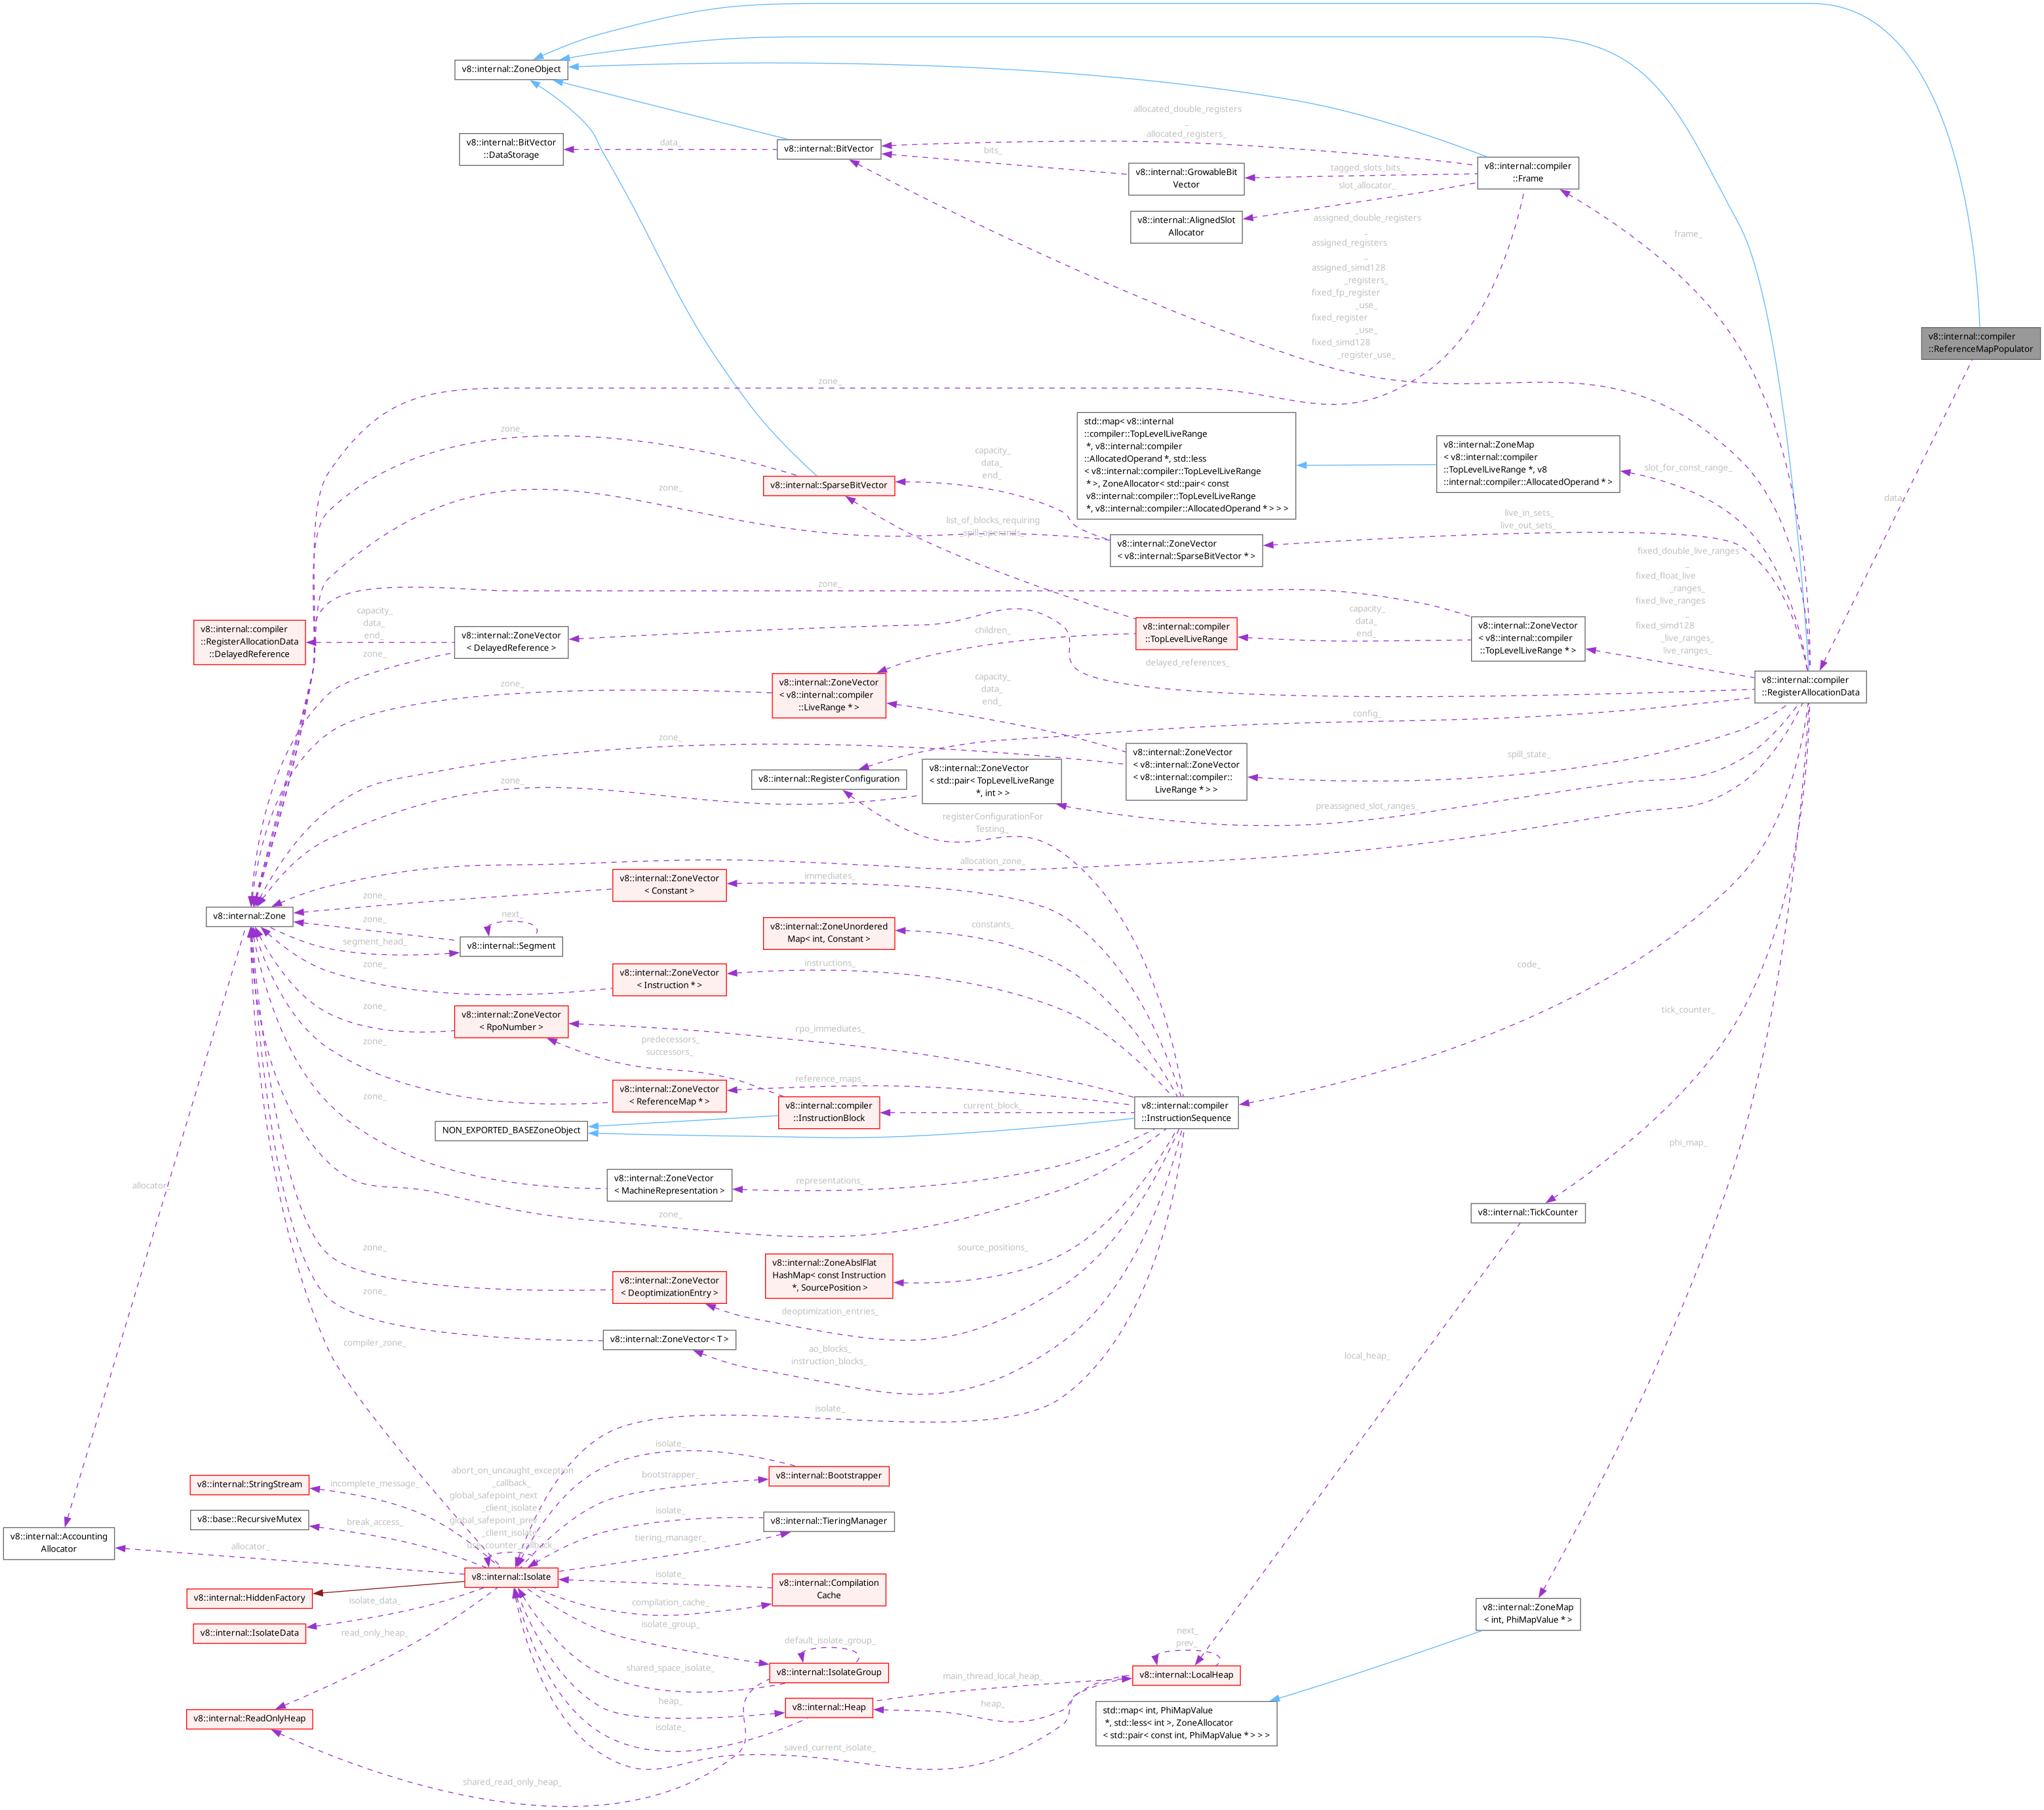 v8::internal::ZoneObject
v8::internal::BitVector
::DataStorage
data_
v8::internal::BitVector
allocated_double_registers
_
allocated_registers_
bits_
v8::internal::GrowableBit
Vector
tagged_slots_bits_
slot_allocator_
v8::internal::AlignedSlot
Allocator
v8::internal::compiler
::Frame
frame_
v8::internal::compiler
::ReferenceMapPopulator
assigned_double_registers
_
assigned_registers
_
assigned_simd128
_registers_
fixed_fp_register
_use_
fixed_register
_use_
fixed_simd128
_register_use_
zone_
zone_
v8::internal::SparseBitVector
capacity_
data_
end_
std::map< v8::internal
::compiler::TopLevelLiveRange
*, v8::internal::compiler
::AllocatedOperand *, std::less
< v8::internal::compiler::TopLevelLiveRange
* >, ZoneAllocator< std::pair< const
v8::internal::compiler::TopLevelLiveRange
*, v8::internal::compiler::AllocatedOperand * > > >
v8::internal::ZoneMap
< v8::internal::compiler
::TopLevelLiveRange *, v8
::internal::compiler::AllocatedOperand * >
slot_for_const_range_
data_
zone_
list_of_blocks_requiring
_spill_operands_
v8::internal::ZoneVector
< v8::internal::SparseBitVector * >
live_in_sets_
live_out_sets_
fixed_double_live_ranges
_
fixed_float_live
_ranges_
fixed_live_ranges
_
fixed_simd128
_live_ranges_
live_ranges_
zone_
v8::internal::compiler
::RegisterAllocationData
::DelayedReference
capacity_
data_
end_
zone_
v8::internal::ZoneVector
< DelayedReference >
children_
v8::internal::compiler
::TopLevelLiveRange
capacity_
data_
end_
v8::internal::ZoneVector
< v8::internal::compiler
::TopLevelLiveRange * >
delayed_references_
v8::internal::compiler
::RegisterAllocationData
zone_
v8::internal::ZoneVector
< v8::internal::compiler
::LiveRange * >
capacity_
data_
end_
config_
zone_
v8::internal::RegisterConfiguration
v8::internal::ZoneVector
< v8::internal::ZoneVector
< v8::internal::compiler::
LiveRange * > >
spill_state_
zone_
v8::internal::ZoneVector
< std::pair< TopLevelLiveRange
*, int > >
preassigned_slot_ranges_
registerConfigurationFor
Testing_
allocation_zone_
v8::internal::Zone
zone_
v8::internal::ZoneVector
< Constant >
immediates_
zone_
segment_head_
next_
v8::internal::Segment
v8::internal::ZoneUnordered
Map< int, Constant >
constants_
zone_
v8::internal::ZoneVector
< Instruction * >
instructions_
code_
zone_
v8::internal::ZoneVector
< RpoNumber >
rpo_immediates_
predecessors_
successors_
tick_counter_
zone_
v8::internal::ZoneVector
< ReferenceMap * >
reference_maps_
v8::internal::compiler
::InstructionBlock
current_block_
v8::internal::compiler
::InstructionSequence
NON_EXPORTED_BASEZoneObject
phi_map_
zone_
v8::internal::ZoneVector
< MachineRepresentation >
representations_
allocator_
zone_
v8::internal::TickCounter
zone_
v8::internal::ZoneVector
< DeoptimizationEntry >
v8::internal::ZoneAbslFlat
HashMap< const Instruction
*, SourcePosition >
source_positions_
deoptimization_entries_
zone_
v8::internal::ZoneVector< T >
ao_blocks_
instruction_blocks_
compiler_zone_
local_heap_
isolate_
v8::internal::StringStream
incomplete_message_
abort_on_uncaught_exception
_callback_
global_safepoint_next
_client_isolate_
global_safepoint_prev
_client_isolate_
use_counter_callback_
isolate_
bootstrapper_
v8::internal::Bootstrapper
v8::base::RecursiveMutex
break_access_
isolate_
tiering_manager_
v8::internal::TieringManager
v8::internal::Accounting
Allocator
allocator_
v8::internal::Isolate
isolate_
compilation_cache_
v8::internal::Compilation
Cache
v8::internal::HiddenFactory
v8::internal::IsolateData
isolate_data_
read_only_heap_
isolate_group_
default_isolate_group_
v8::internal::IsolateGroup
shared_space_isolate_
v8::internal::ReadOnlyHeap
heap_
isolate_
v8::internal::Heap
main_thread_local_heap_
heap_
next_
prev_
v8::internal::LocalHeap
saved_current_isolate_
shared_read_only_heap_
v8::internal::ZoneMap
< int, PhiMapValue * >
std::map< int, PhiMapValue
*, std::less< int >, ZoneAllocator
< std::pair< const int, PhiMapValue * > > >